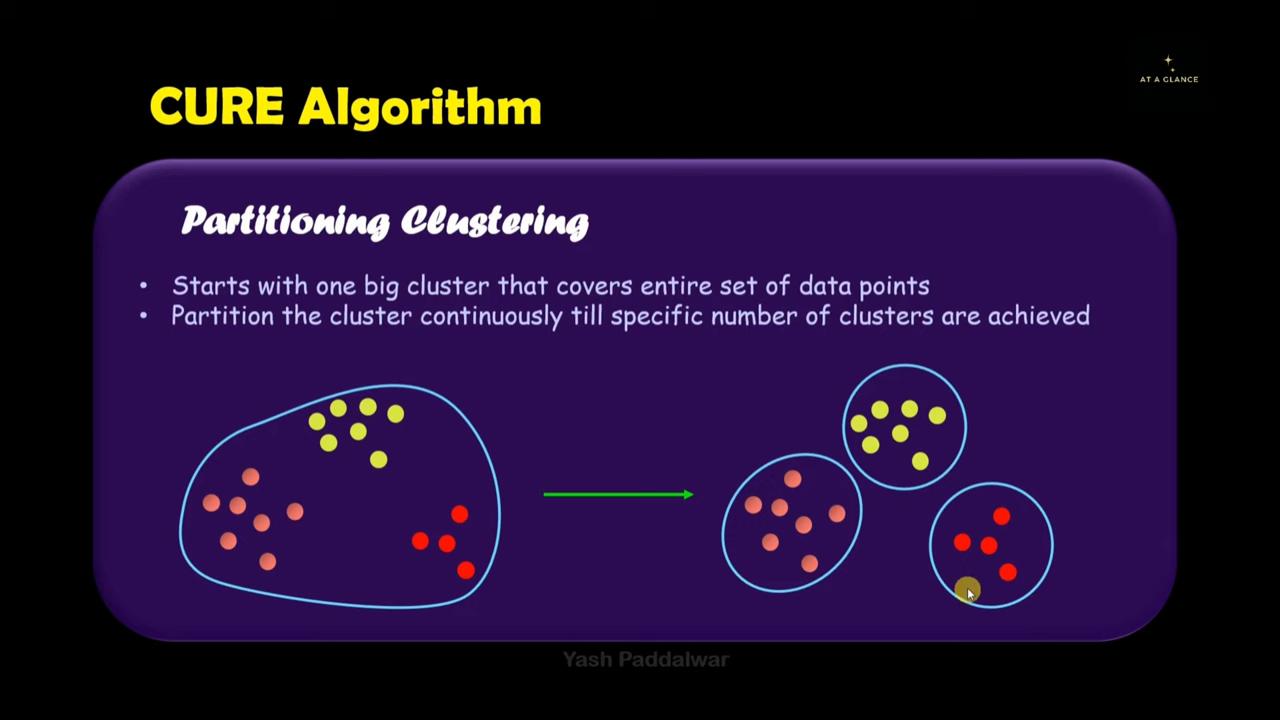 AT A GLANCE
CURE Algorithm
Partitioning Clustering
• Starts with one big cluster that covers entire set of data points
• Partition the cluster continuously till specific number of clusters are achieved
Yash Paddalwar